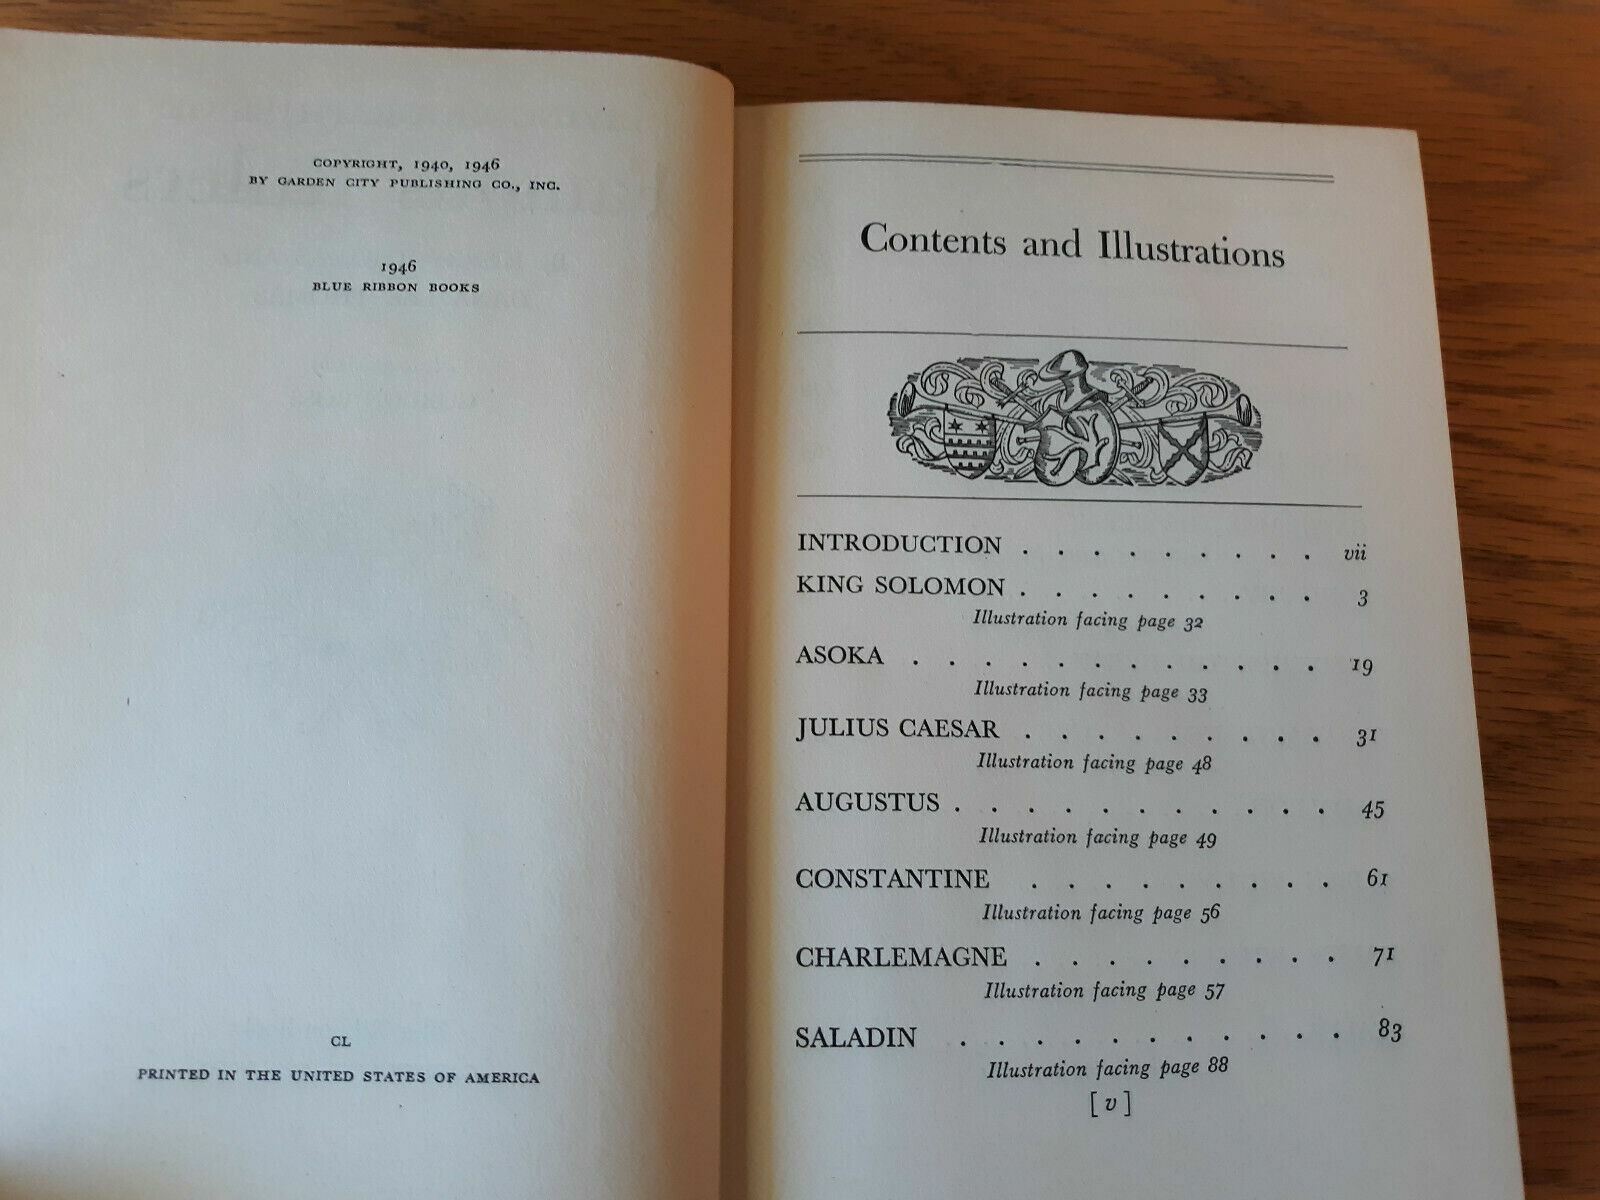 COPYRIGHT, 1940, 1946
BY GARDEN CITY PUBLISHING CO., INC.
1946
BLUE RIBBON BOOKS
CL
PRINTED IN THE UNITED STATES OF AMERICA
Contents and Illustrations
INTRODUCTION . . . . . . . . . vii
KING SOLOMON . . . . . . . . . 3
Illustration facing page 32
ASOKA . . . . . . . . . . . . 19
Illustration facing page 33
JULIUS CAESAR . . . . . . . . . 31
Illustration facing page 48
AUGUSTUS . . . . . . . . . . . 45
Illustration facing page 49
CONSTANTINE . . . . . . . . . 61
Illustration facing page 56
CHARLEMAGNE . . . . . . . . . 71
Illustration facing page 57
SALADIN . . . . . . . . . . . 83
Illustration facing page 88
[ v ]